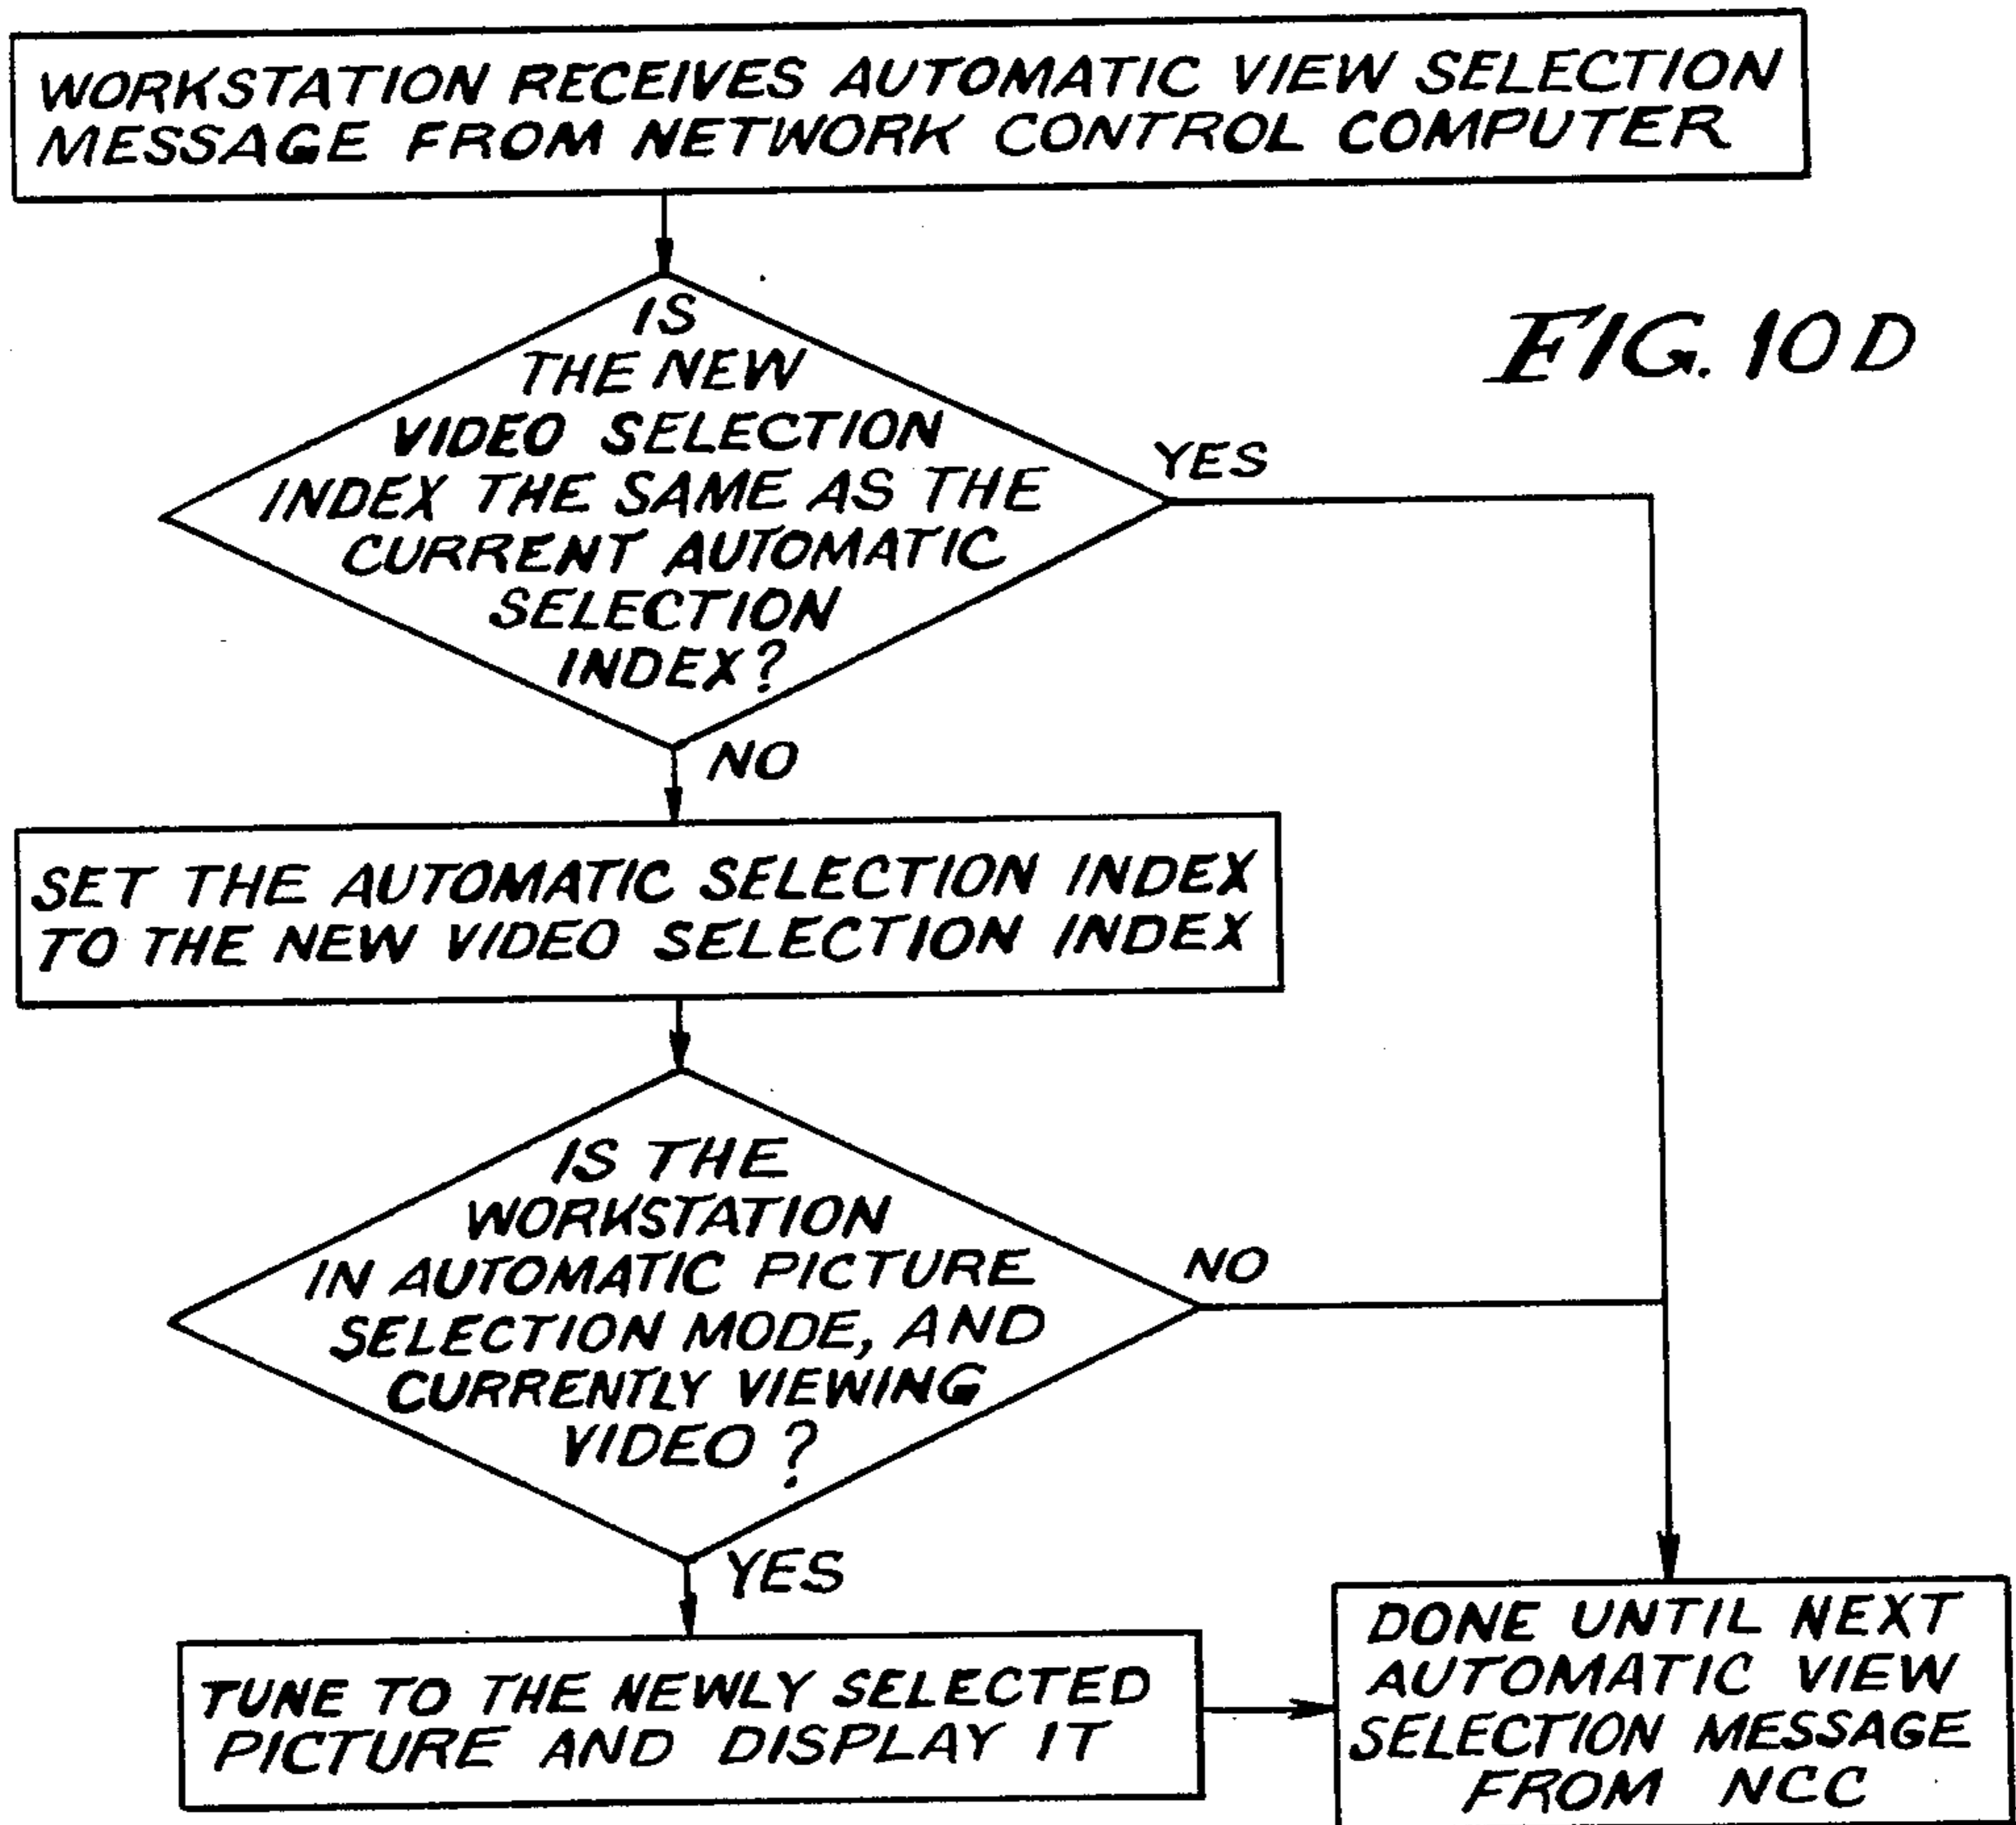 WORKSTATION RECEIVES AUTOMATIC VIEW SELECTION
MESSAGE FROM NETWORK CONTROL COMPUTER
FIG. 10D
IS
THE NEW
VIDEO SELECTION
INDEX THE SAME AS THE
CURRENT AUTOMATIC
SELECTION
INDEX?
YES
NO
SET THE AUTOMATIC SELECTION INDEX
TO THE NEW VIDEO SELECTION INDEX
IS THE
WORKSTATION
IN AUTOMATIC PICTURE
SELECTION MODE, AND
CURRENTLY VIEWING
VIDEO?
NO
YES
TUNE TO THE NEWLY SELECTED
PICTURE AND DISPLAY IT
DONE UNTIL NEXT
AUTOMATIC VIEW
SELECTION MESSAGE
FROM NCC